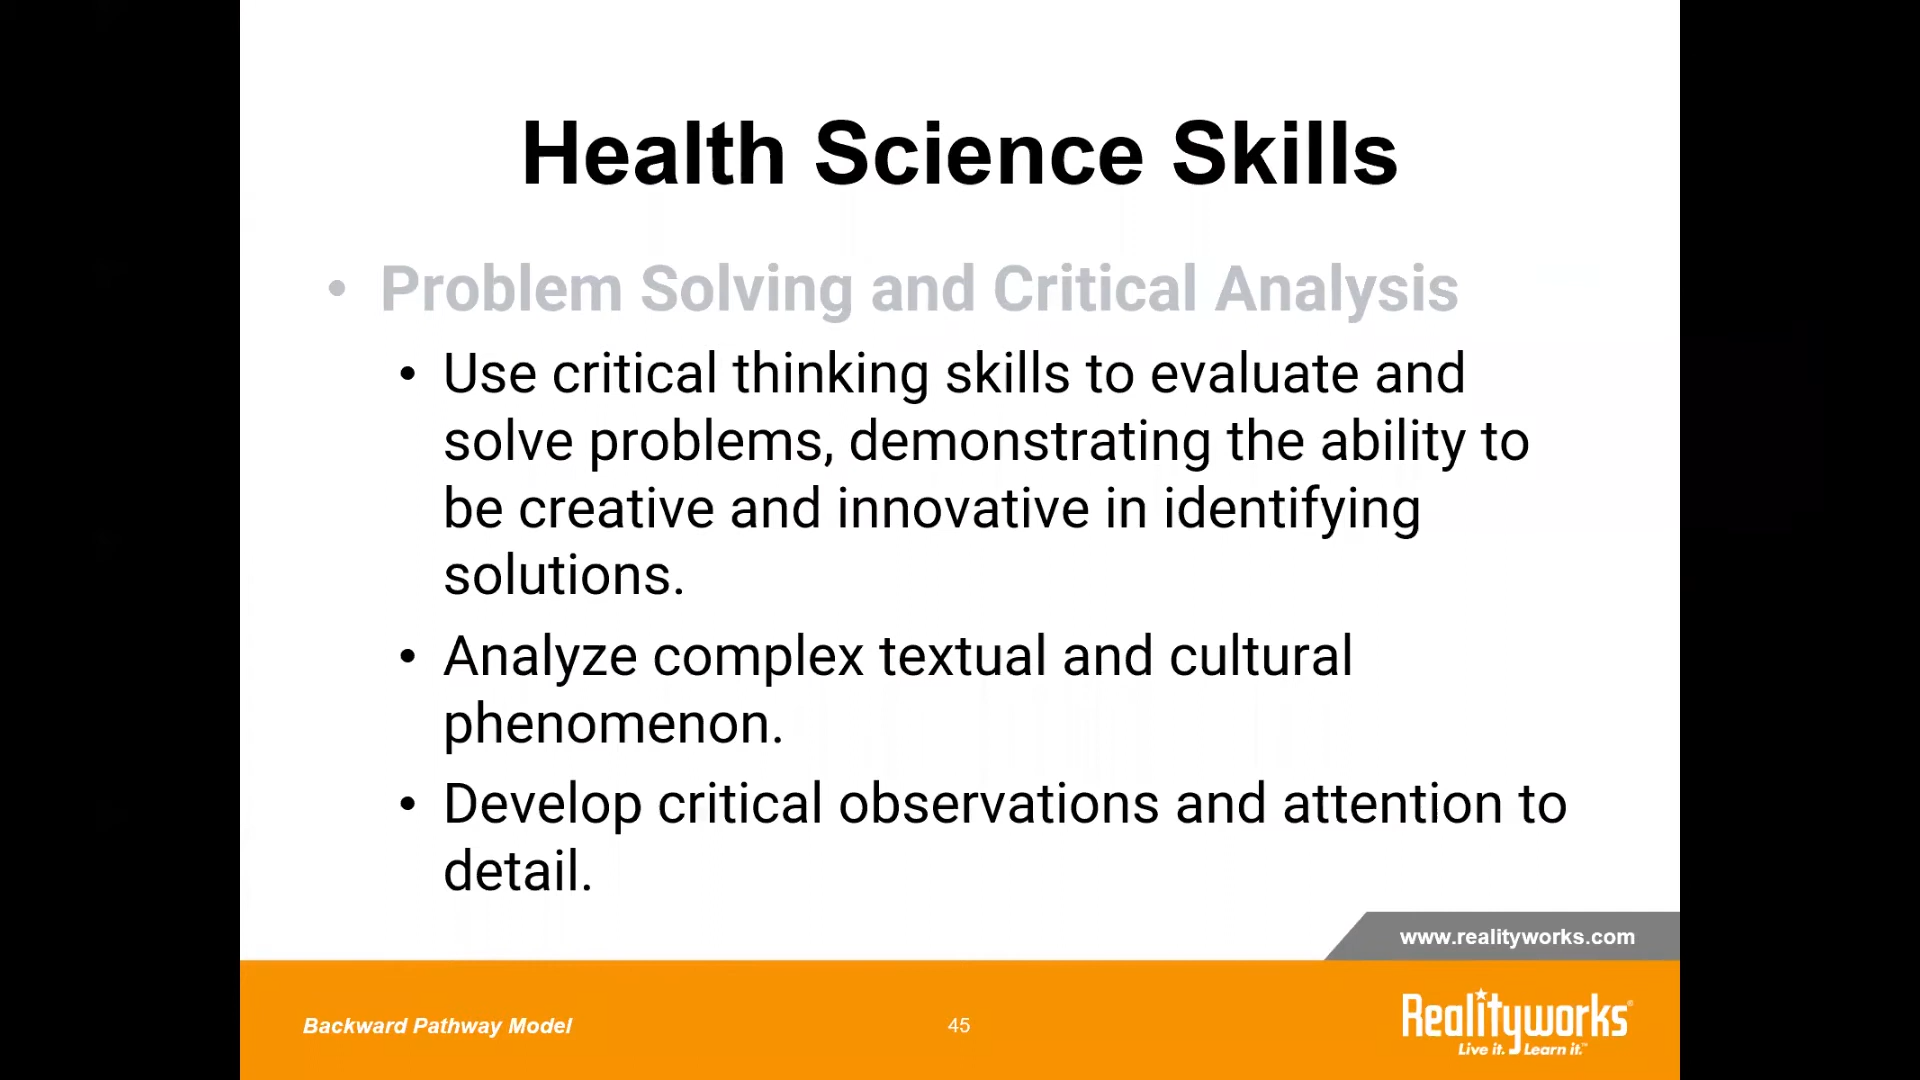 Health Science Skills
• Problem Solving and Critical Analysis
• Use critical thinking skills to evaluate and
solve problems, demonstrating the ability to
be creative and innovative in identifying
solutions.
• Analyze complex textual and cultural
phenomenon.
• Develop critical observations and attention to
detail.
www.realityworks.com
Backward Pathway Model
45
Realityworks®
Live it. Learn it.™